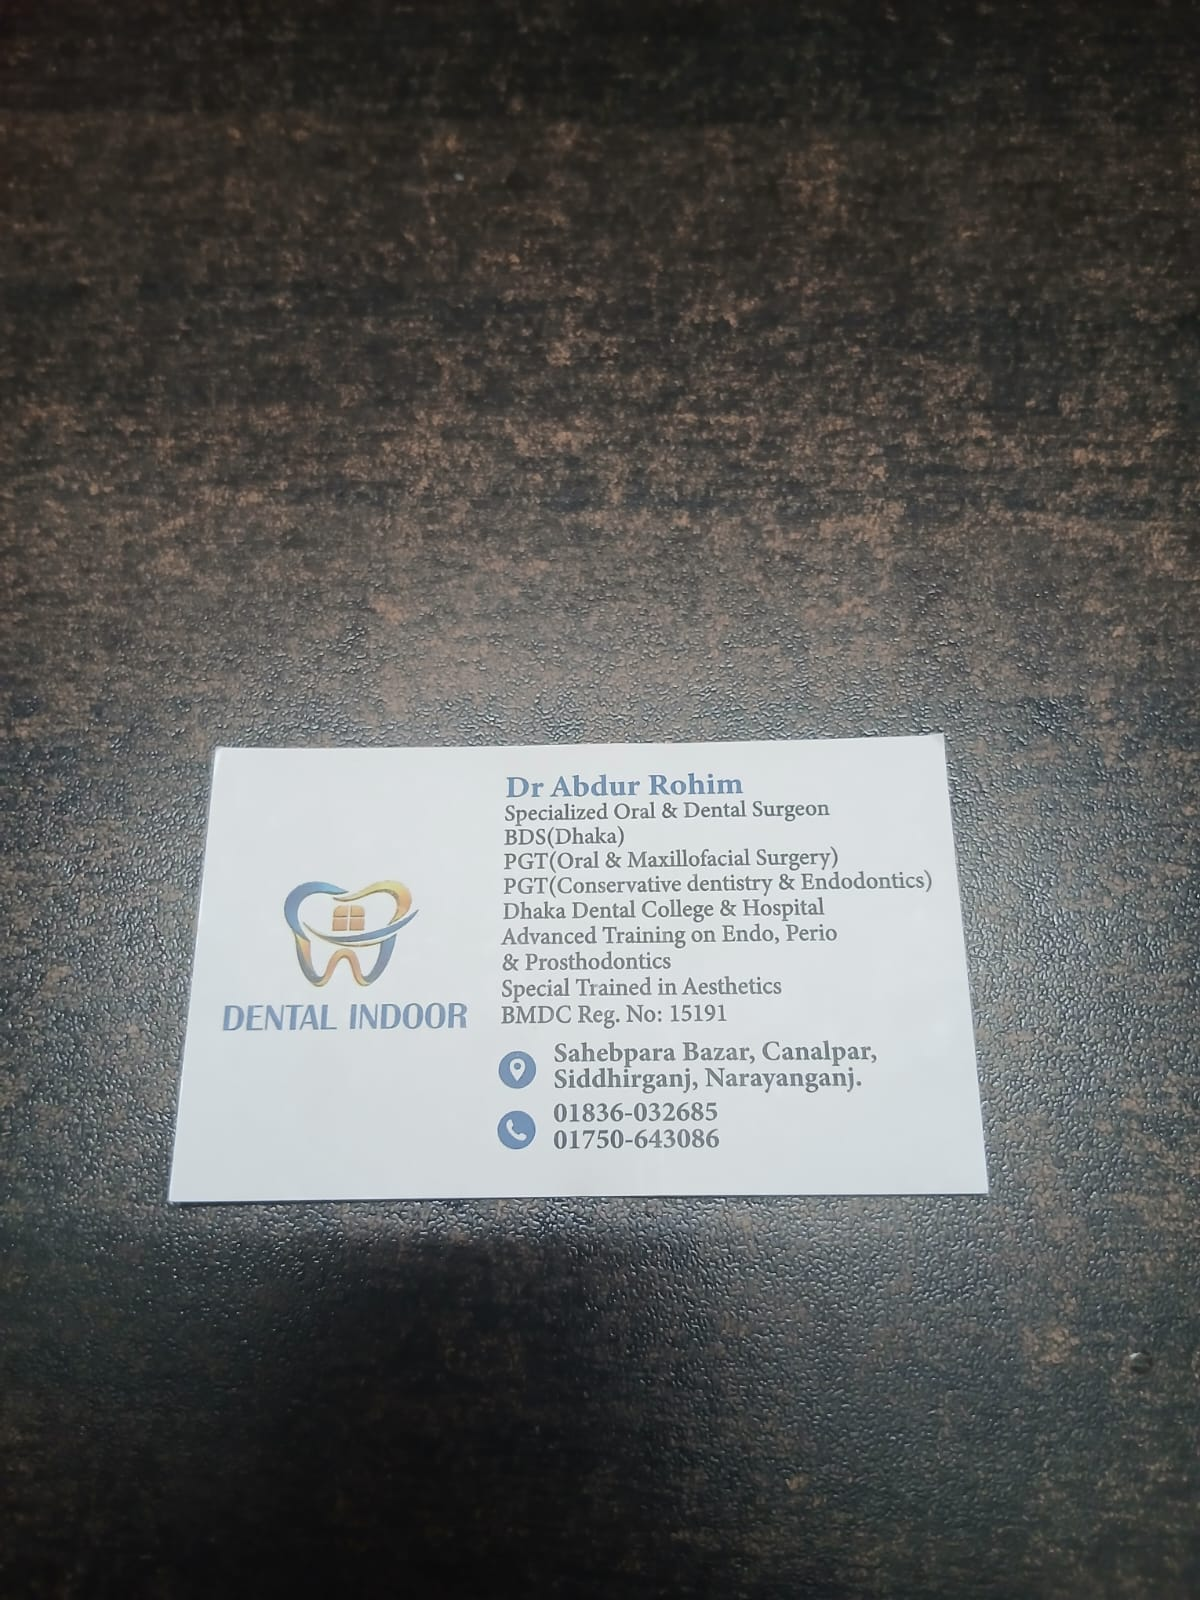 DENTAL INDOOR
Dr Abdur Rohim
Specialized Oral & Dental Surgeon
BDS(Dhaka)
PGT(Oral & Maxillofacial Surgery)
PGT(Conservative dentistry & Endodontics)
Dhaka Dental College & Hospital
Advanced Training on Endo, Perio
& Prosthodontics
Special Trained in Aesthetics
BMDC Reg. No: 15191
Sahebpara Bazar, Canalpar,
Siddhirganj, Narayanganj.
01836-032685
01750-643086